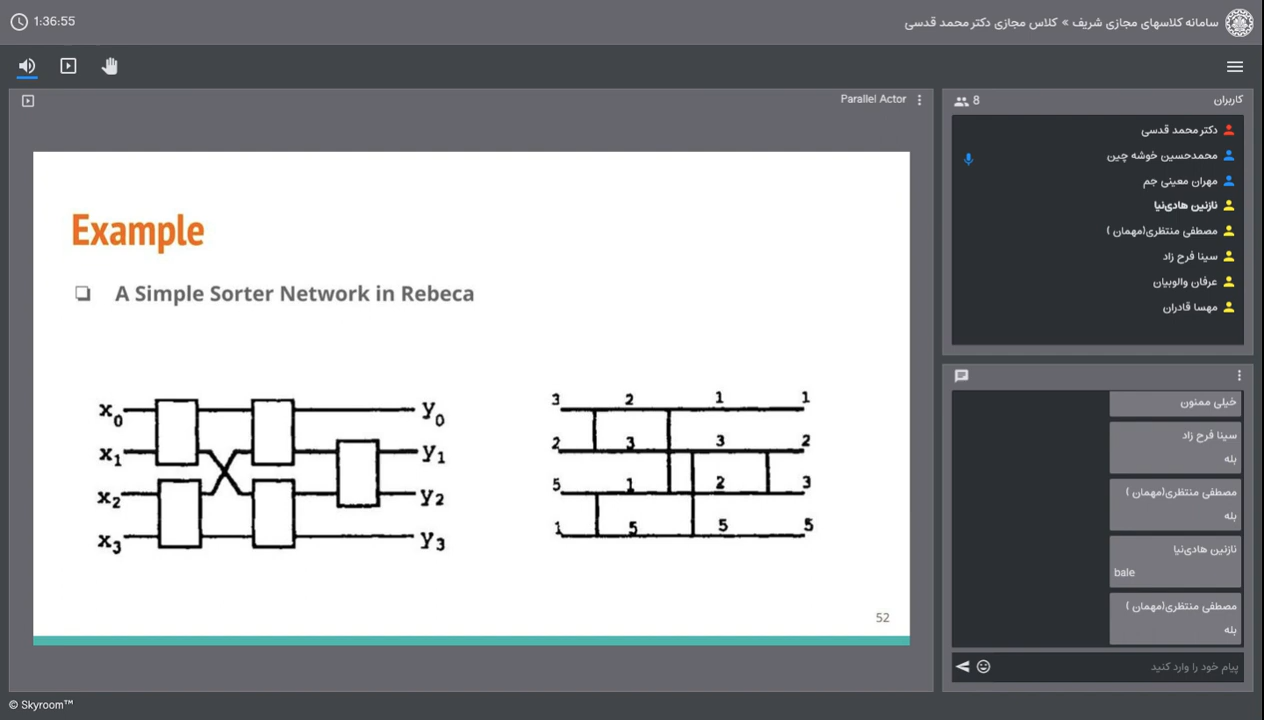 1:36:55
سامانه کلاسهای مجازی شریف » کلاس مجازی دکتر محمد قدسی
Parallel Actor
Example
❏ A Simple Sorter Network in Rebeca
x0 y0
x1 y1
x2 y2
x3 y3
3 2 1 1
2 3 3 2
5 1 2 3
1 5 5 5
52
8 کاربران
دکتر محمد قدسی
محمدحسین خوشه چین
مهران معینی جم
نازنین هادی‌نیا
مصطفی منتظری(مهمان )
سینا فرح زاد
عرفان والوبیان
مهسا قادران
خیلی ممنون
سینا فرح زاد
بله
مصطفی منتظری(مهمان )
بله
نازنین هادی‌نیا
bale
مصطفی منتظری(مهمان )
بله
پیام خود را وارد کنید
© Skyroom™